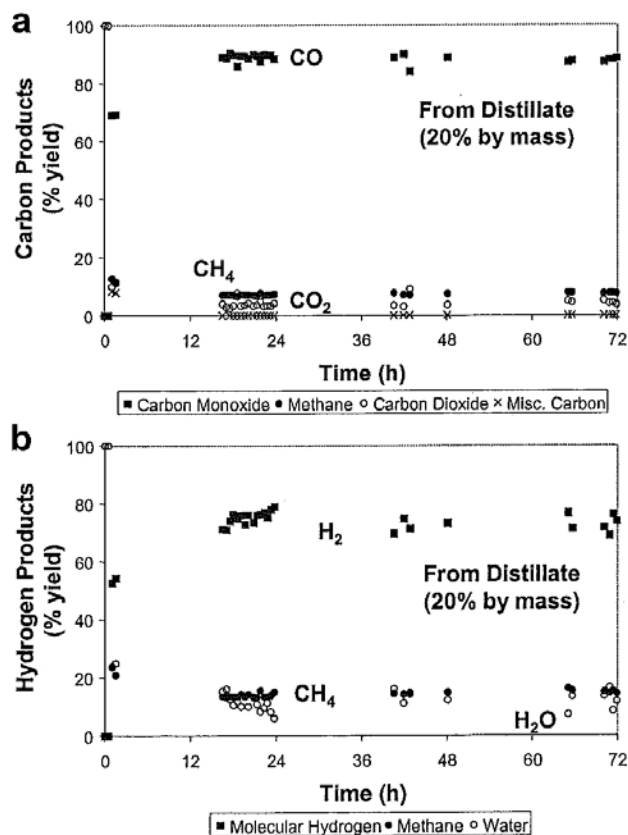 a
100
80
60
40
20
0
Carbon Products
(% yield)
CO
From Distillate
(20% by mass)
CH4
CO2
0 12 24 36 48 60 72
Time (h)
■ Carbon Monoxide ● Methane ○ Carbon Dioxide × Misc. Carbon
b
100
80
60
40
20
0
Hydrogen Products
(% yield)
H2
From Distillate
(20% by mass)
CH4
H2O
0 12 24 36 48 60 72
Time (h)
■ Molecular Hydrogen ● Methane ○ Water